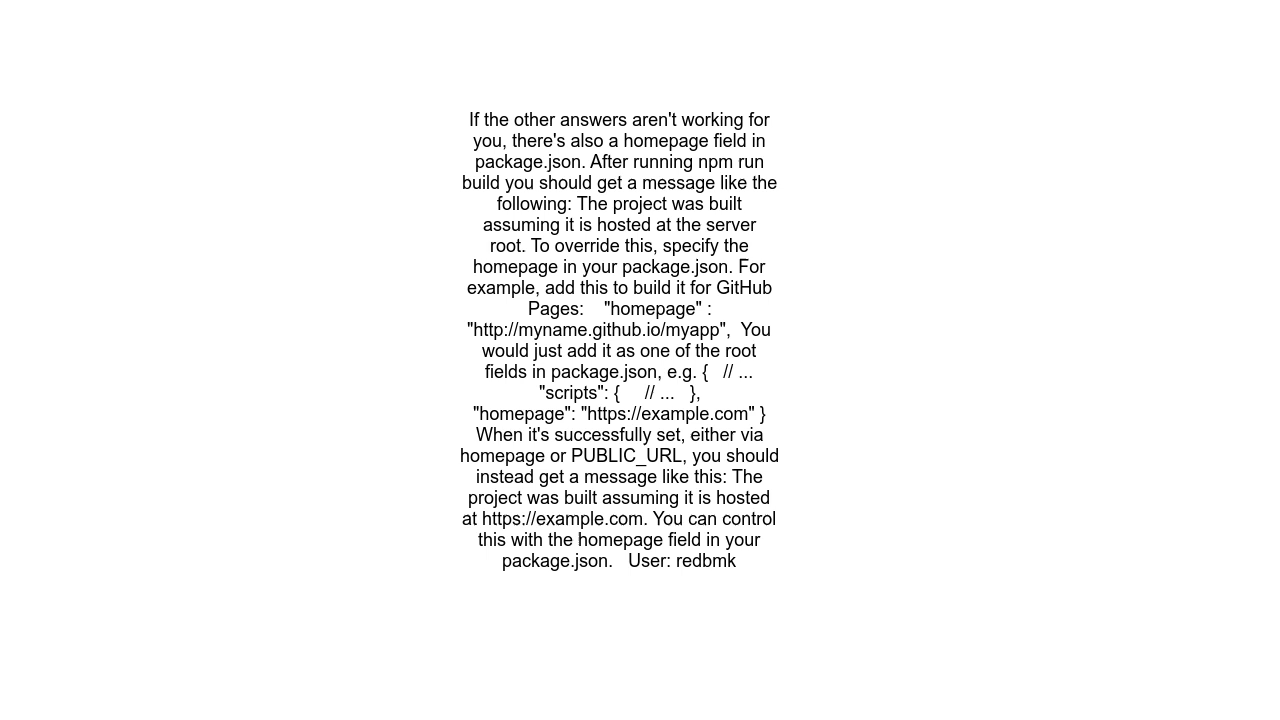 If the other answers aren't working for
you, there's also a homepage field in
package.json. After running npm run
build you should get a message like the
following: The project was built
assuming it is hosted at the server
root. To override this, specify the
homepage in your package.json. For
example, add this to build it for GitHub
Pages:    "homepage" :
"http://myname.github.io/myapp",  You
would just add it as one of the root
fields in package.json, e.g. {   // ...
"scripts": {     // ...   },
"homepage": "https://example.com" }
When it's successfully set, either via
homepage or PUBLIC_URL, you should
instead get a message like this: The
project was built assuming it is hosted
at https://example.com. You can control
this with the homepage field in your
package.json.   User: redbmk